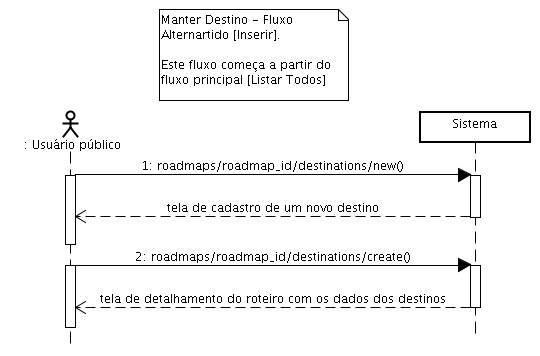 Manter Destino - Fluxo
Alternartido [Inserir].
Este fluxo começa a partir do
fluxo principal [Listar Todos]
: Usuário público
Sistema
1: roadmaps/roadmap_id/destinations/new()
tela de cadastro de um novo destino
2: roadmaps/roadmap_id/destinations/create()
tela de detalhamento do roteiro com os dados dos destinos